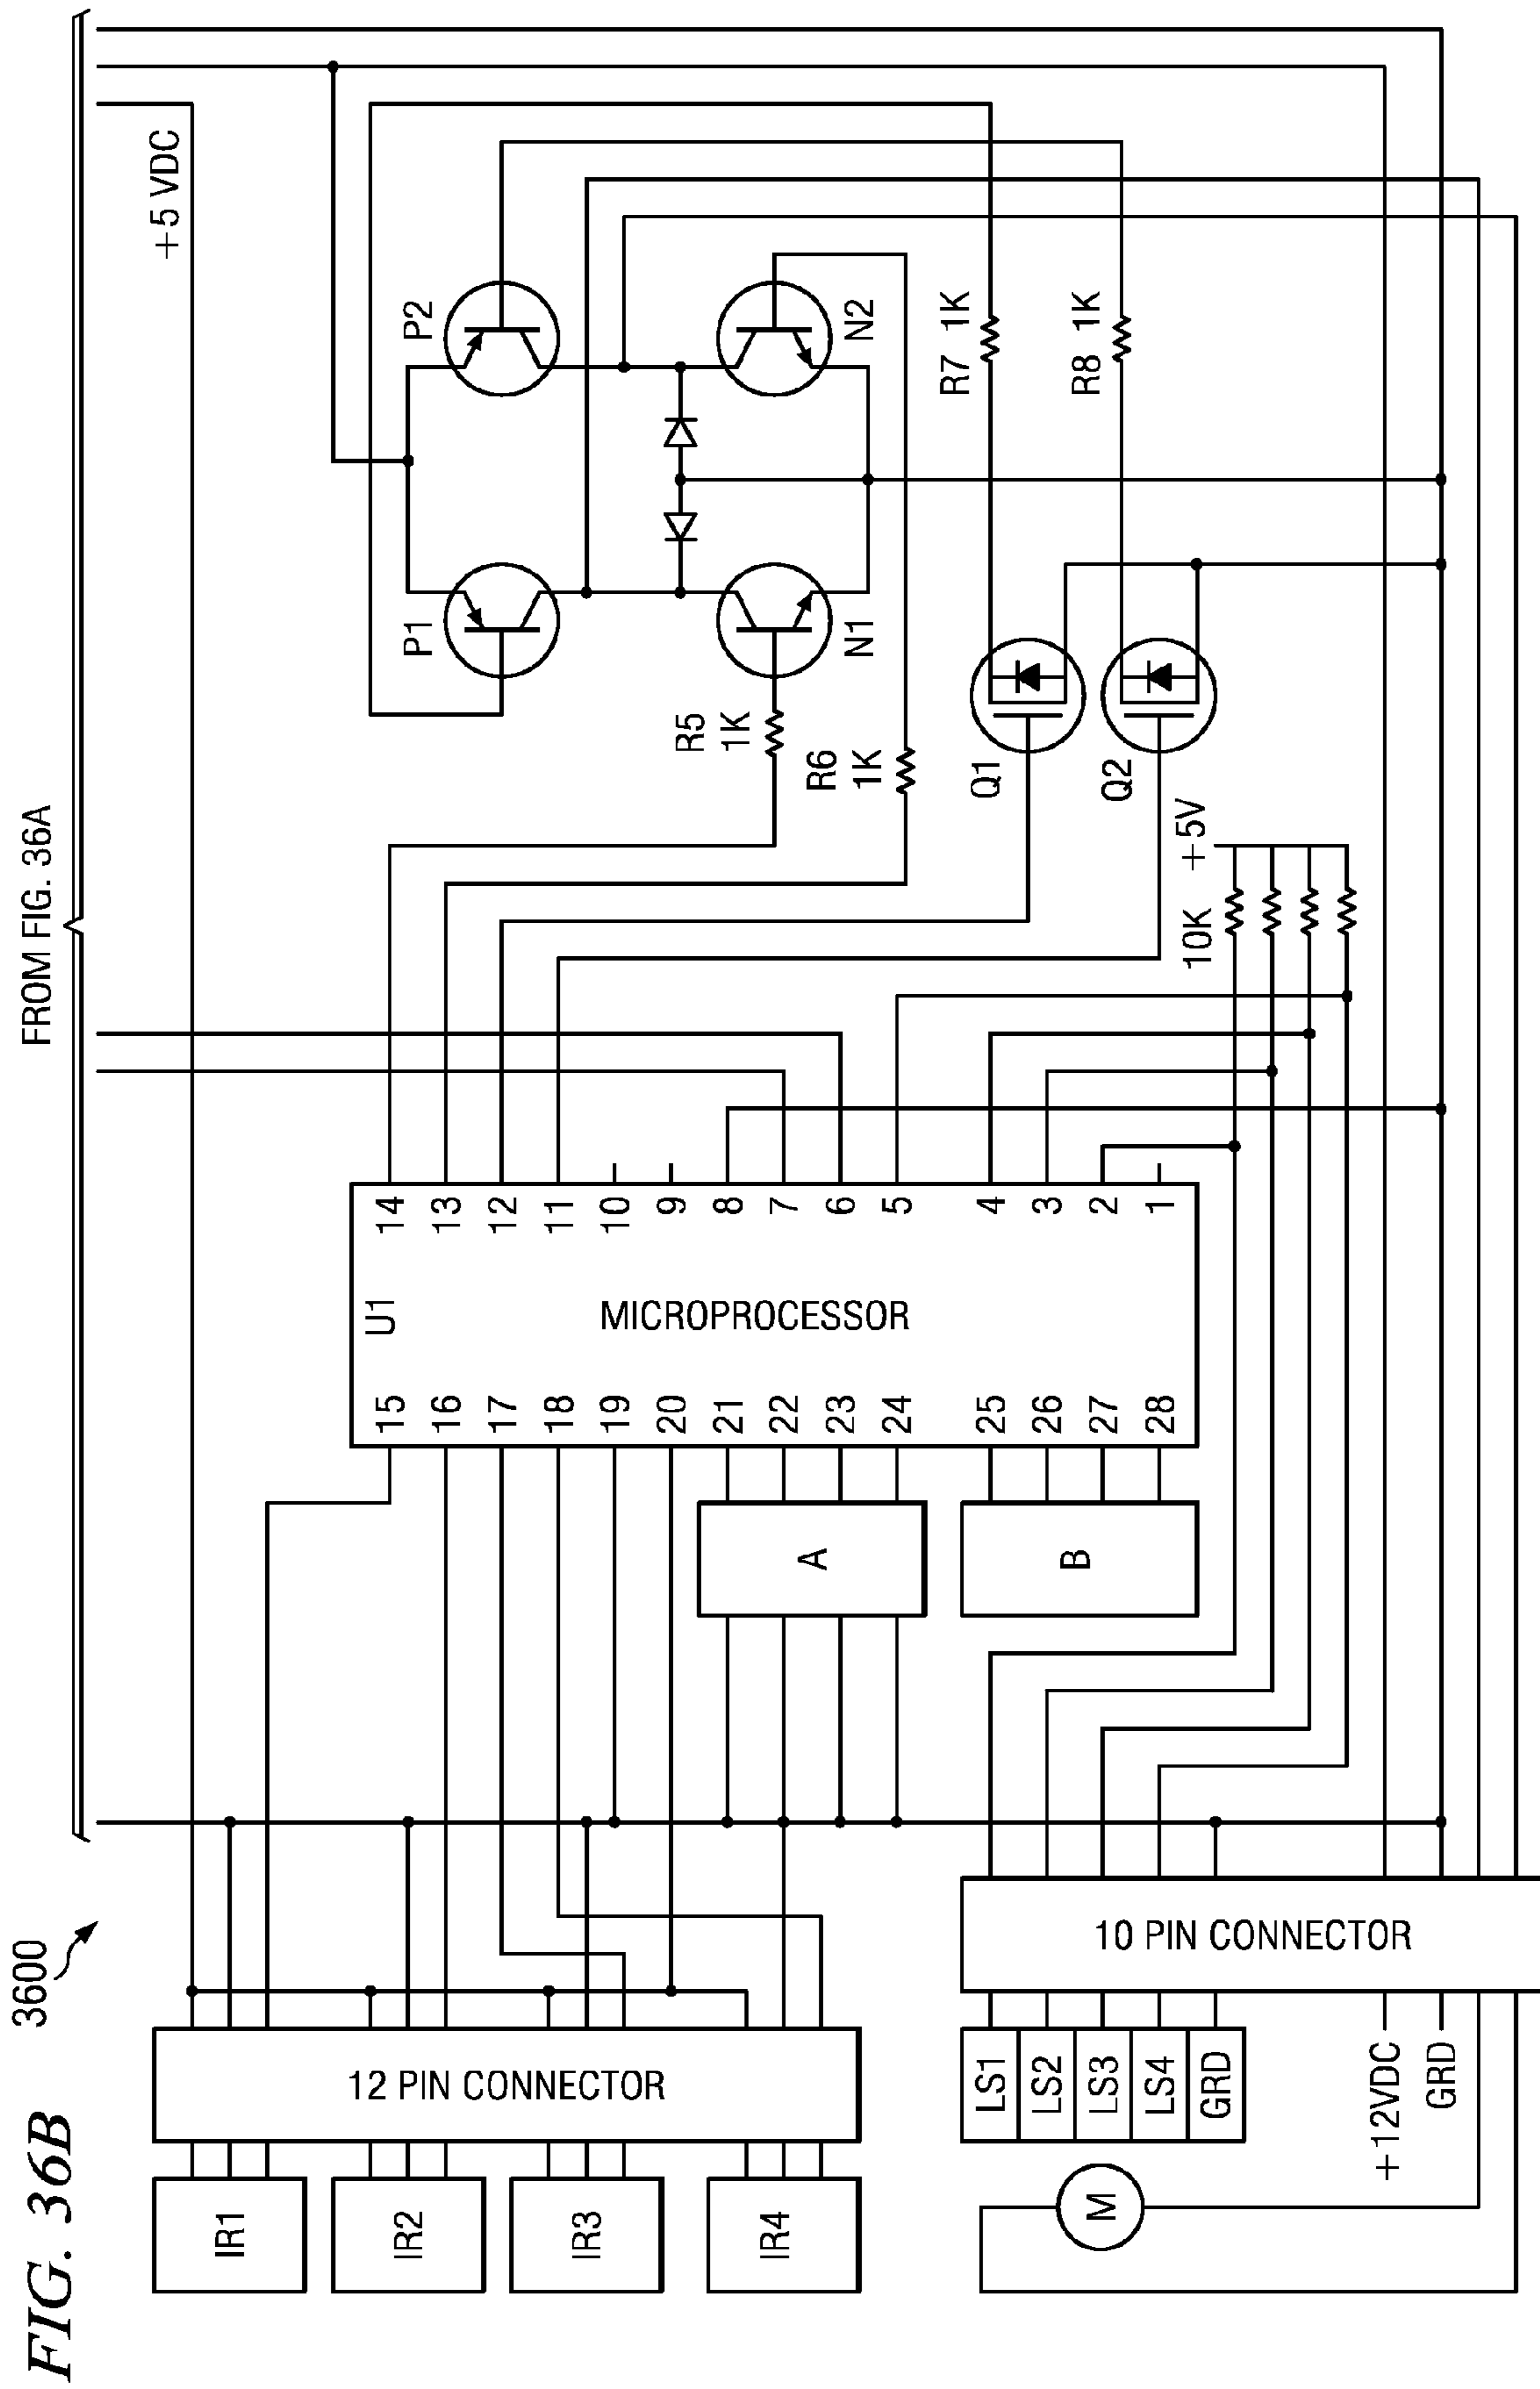 FIG. 36B
3600
FROM FIG. 36A
+5 VDC
IR1
IR2
IR3
IR4
12 PIN CONNECTOR
U1
MICROPROCESSOR
15
16
17
18
19
20
21
22
23
24
25
26
27
28
14
13
12
11
10
9
8
7
6
5
4
3
2
1
A
B
P1
P2
N1
N2
R5
1K
R6
1K
R7 1K
R8 1K
Q1
Q2
10K
+5V
LS1
LS2
LS3
LS4
GRD
10 PIN CONNECTOR
+12VDC
GRD
M